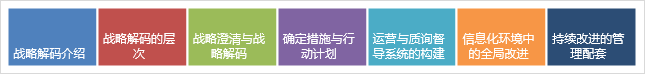 战略解码介绍
战略解码的层
次
战略澄清与战
略解码
确定措施与行
动计划
运营与质询督
导系统的构建
信息化环境中
的全局改进
持续改进的管
理配套